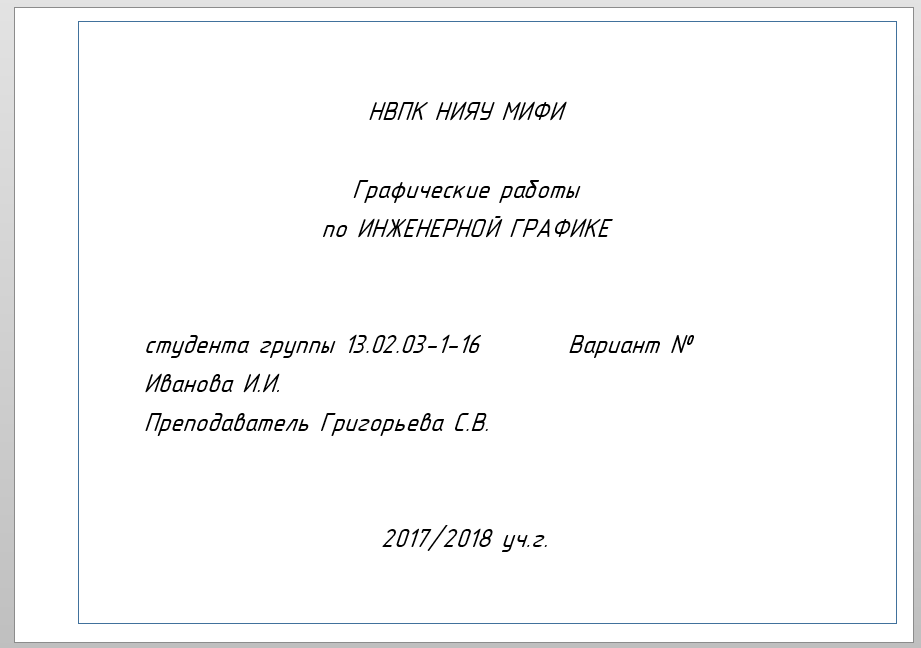 НВПК НИЯУ МИФИ
Графические работы
по ИНЖЕНЕРНОЙ ГРАФИКЕ
студента группы 13.02.03-1-16 Вариант №
Иванова И.И.
Преподаватель Григорьева С.В.
2017/2018 уч.г.